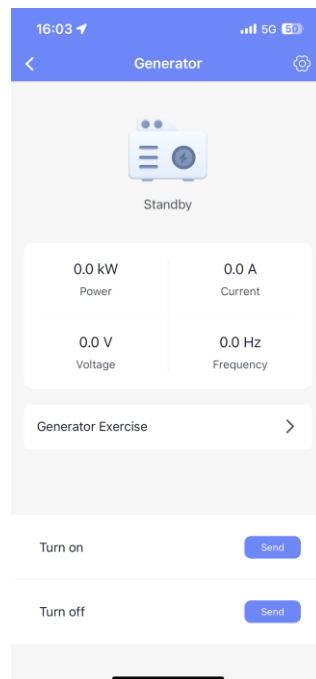 16:03 5G 50
Generator
Standby
0.0 kW 0.0 A
Power Current
0.0 V 0.0 Hz
Voltage Frequency
Generator Exercise
Turn on Send
Turn off Send